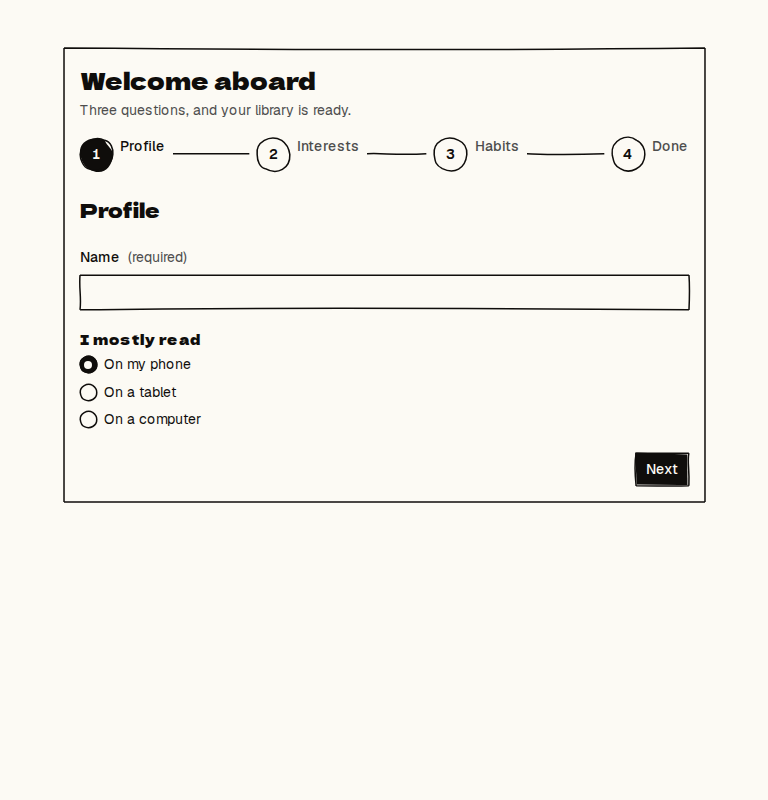 Welcome aboard
Three questions, and your library is ready.
1 Profile 2 Interests 3 Habits 4 Done
Profile
Name (required)
I mostly read
On my phone
On a tablet
On a computer
Next